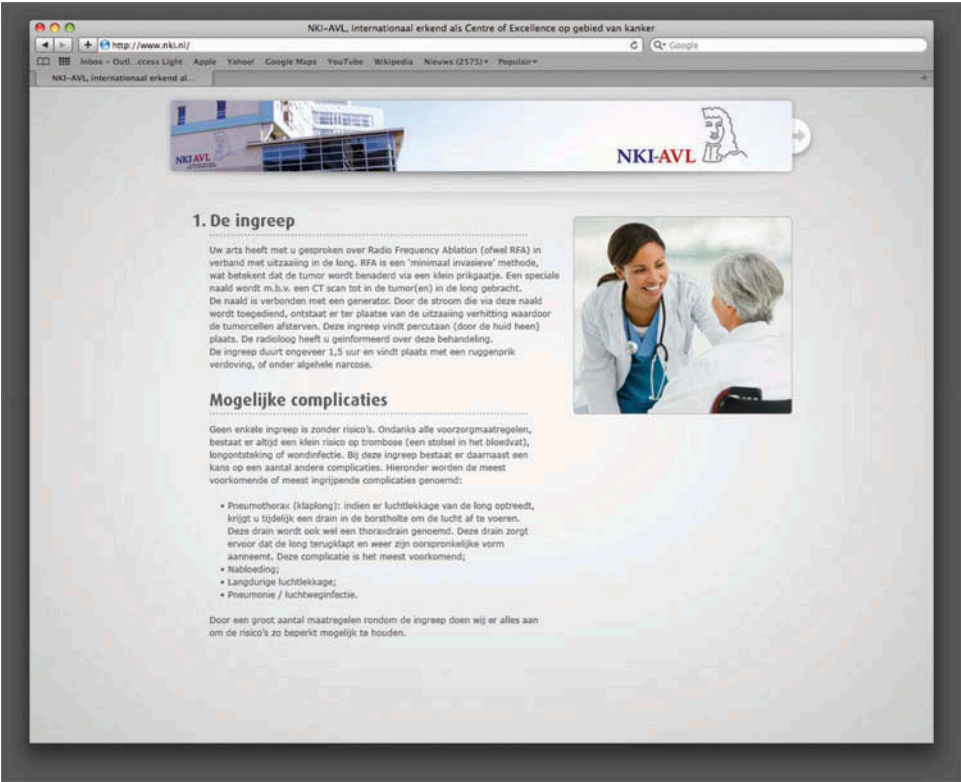 NKI-AVL, internationaal erkend als Centre of Excellence op gebied van kanker
http://www.nki.nl/
Google
Inbox - Outl...ccess Light Apple Yahoo! Google Maps YouTube Wikipedia Nieuws (2575) Populair
NKI-AVL, internationaal erkend al...
NKI AVL
NKI-AVL
1. De ingreep
Uw arts heeft met u gesproken over Radio Frequency Ablation (ofwel RFA) in
verband met uitzaaiing in de long. RFA is een 'minimaal invasieve' methode,
wat betekent dat de tumor wordt benaderd via een klein prikgaatje. Een speciale
naald wordt m.b.v. een CT scan tot in de tumor(en) in de long gebracht.
De naald is verbonden met een generator. Door de stroom die via deze naald
wordt toegediend, ontstaat er ter plaatse van de uitzaaiing verhitting waardoor
de tumorcellen afsterven. Deze ingreep vindt percutaan (door de huid heen)
plaats. De radioloog heeft u geinformeerd over deze behandeling.
De ingreep duurt ongeveer 1,5 uur en vindt plaats met een ruggenprik
verdoving, of onder algehele narcose.
Mogelijke complicaties
Geen enkele ingreep is zonder risico's. Ondanks alle voorzorgmaatregelen,
bestaat er altijd een klein risico op trombose (een stolsel in het bloedvat),
longontsteking of wondinfectie. Bij deze ingreep bestaat er daarnaast een
kans op een aantal andere complicaties. Hieronder worden de meest
voorkomende of meest ingrijpende complicaties genoemd:
• Pneumothorax (klaplong): indien er luchtlekkage van de long optreedt,
krijgt u tijdelijk een drain in de borstholte om de lucht af te voeren.
Deze drain wordt ook wel een thoraxdrain genoemd. Deze drain zorgt
ervoor dat de long terugklapt en weer zijn oorspronkelijke vorm
aanneemt. Deze complicatie is het meest voorkomend;
• Nabloeding;
• Langdurige luchtlekkage;
• Pneumonie / luchtweginfectie.
Door een groot aantal maatregelen rondom de ingreep doen wij er alles aan
om de risico's zo beperkt mogelijk te houden.